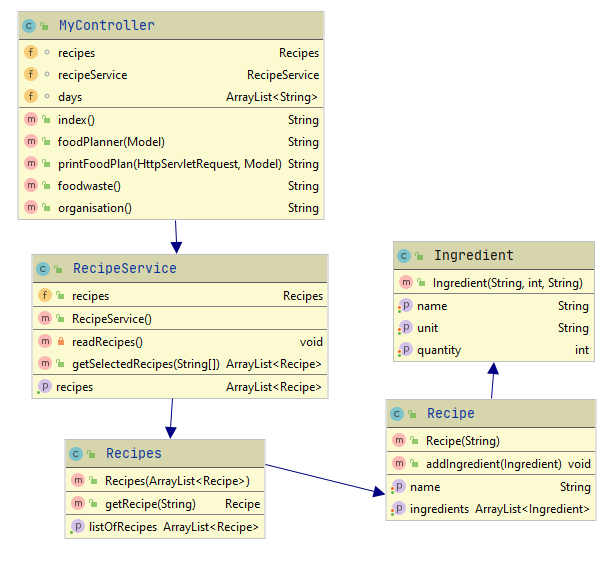 MyController
recipes Recipes
recipeService RecipeService
days ArrayList<String>
index() String
foodPlanner(Model) String
printFoodPlan(HttpServletRequest, Model) String
foodwaste() String
organisation() String
RecipeService
recipes Recipes
RecipeService()
readRecipes() void
getSelectedRecipes(String[]) ArrayList<Recipe>
recipes ArrayList<Recipe>
Ingredient
Ingredient(String, int, String)
name String
unit String
quantity int
Recipes
Recipes(ArrayList<Recipe>)
getRecipe(String) Recipe
listOfRecipes ArrayList<Recipe>
Recipe
Recipe(String)
addIngredient(Ingredient) void
name String
ingredients ArrayList<Ingredient>